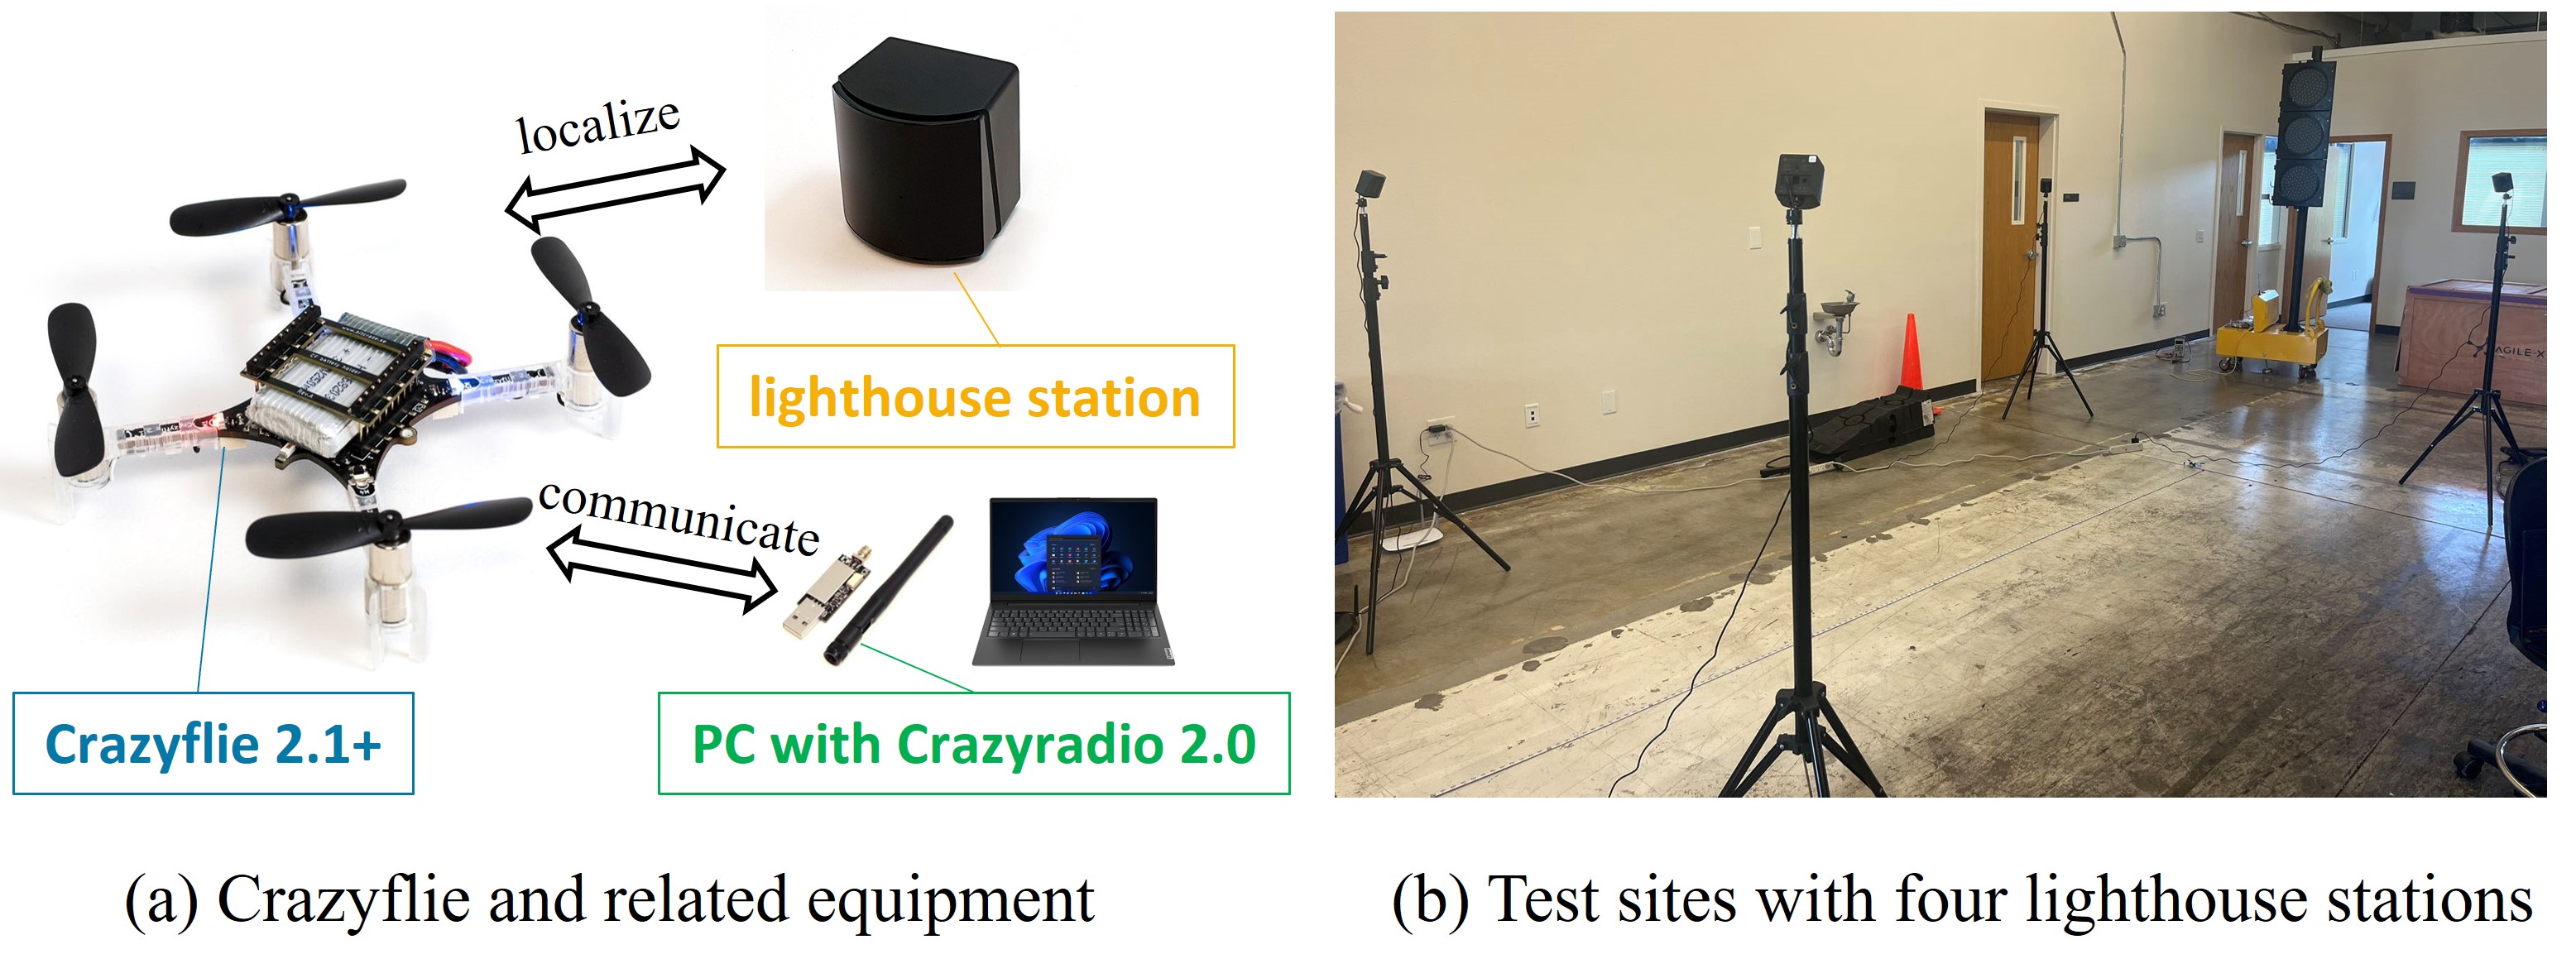 localize
lighthouse station
communicate
Crazyflie 2.1+
PC with Crazyradio 2.0
AGILE-X
(a) Crazyflie and related equipment
(b) Test sites with four lighthouse stations